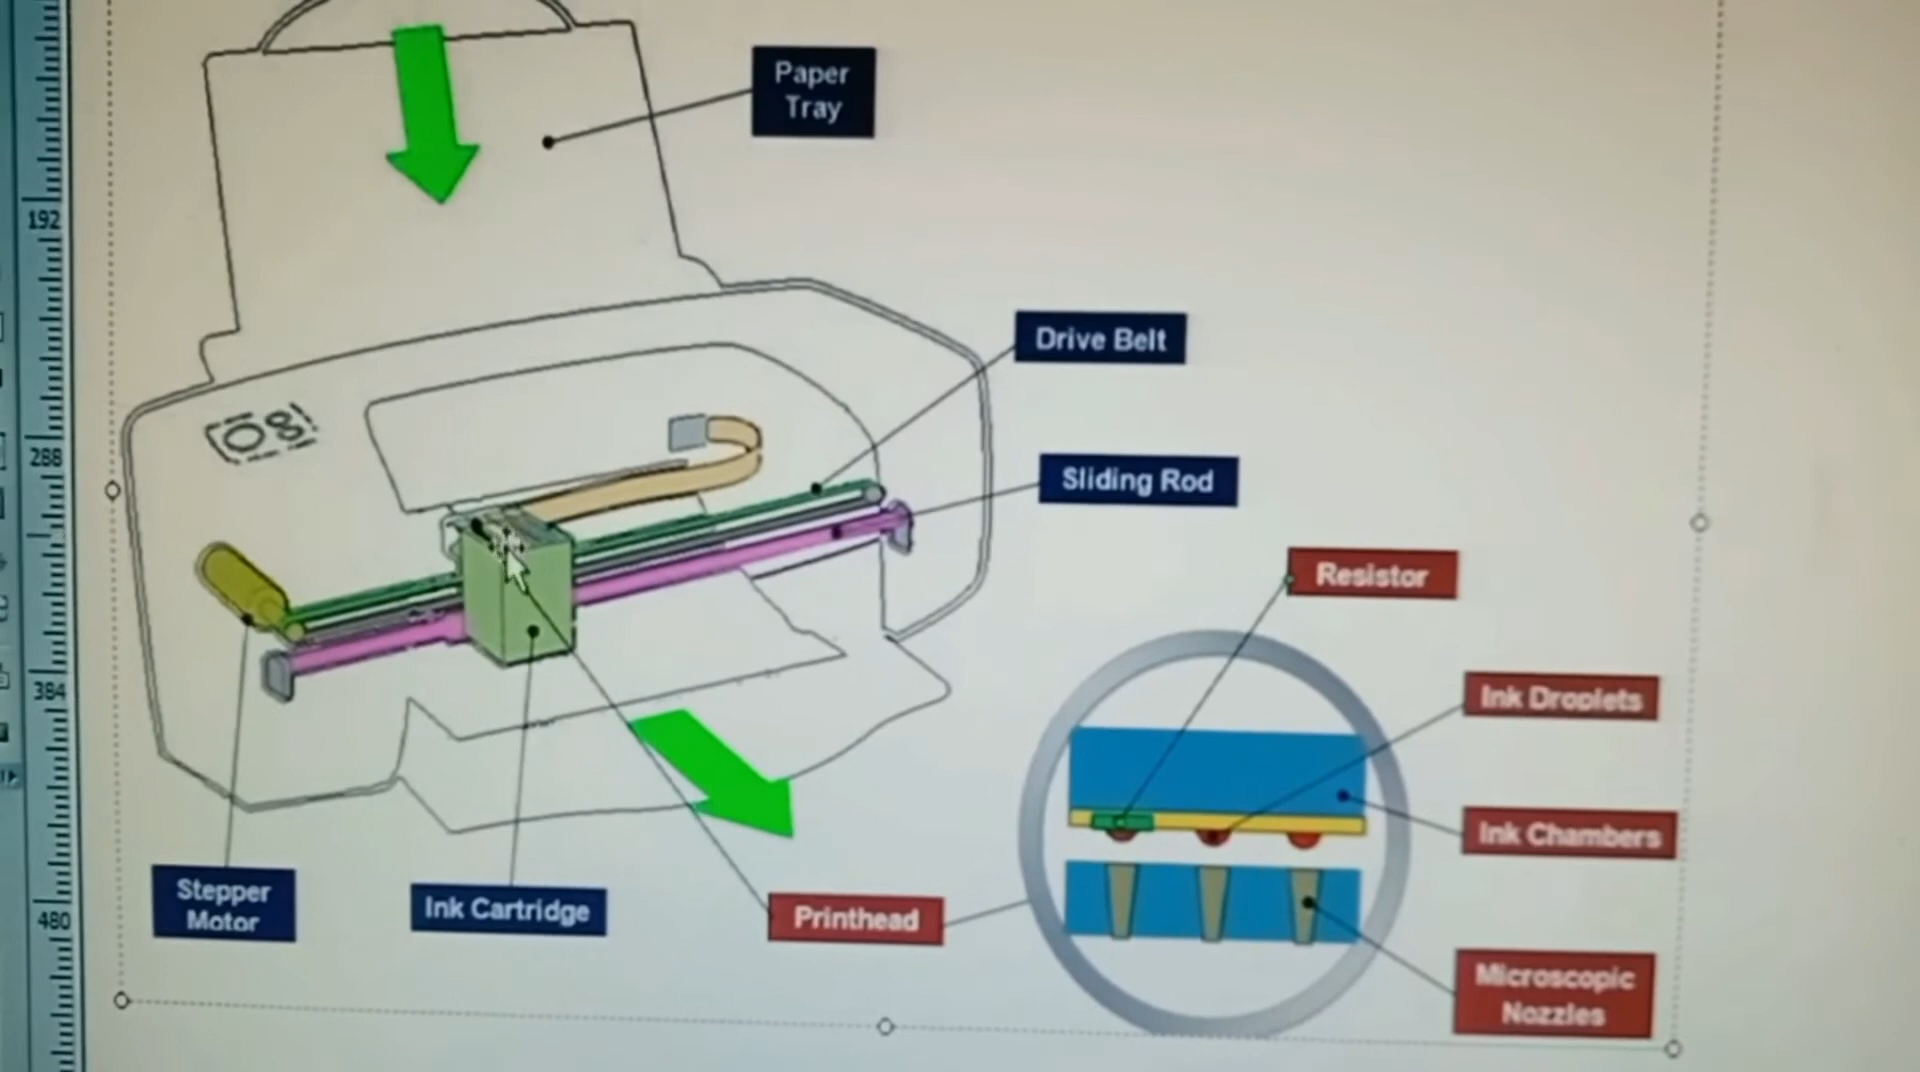 Paper
Tray
192
Drive Belt
288
Sliding Rod
Resistor
384
Ink Droplets
Ink Chambers
Stepper
Motor
Ink Cartridge
Printhead
480
Microscopic
Nozzles